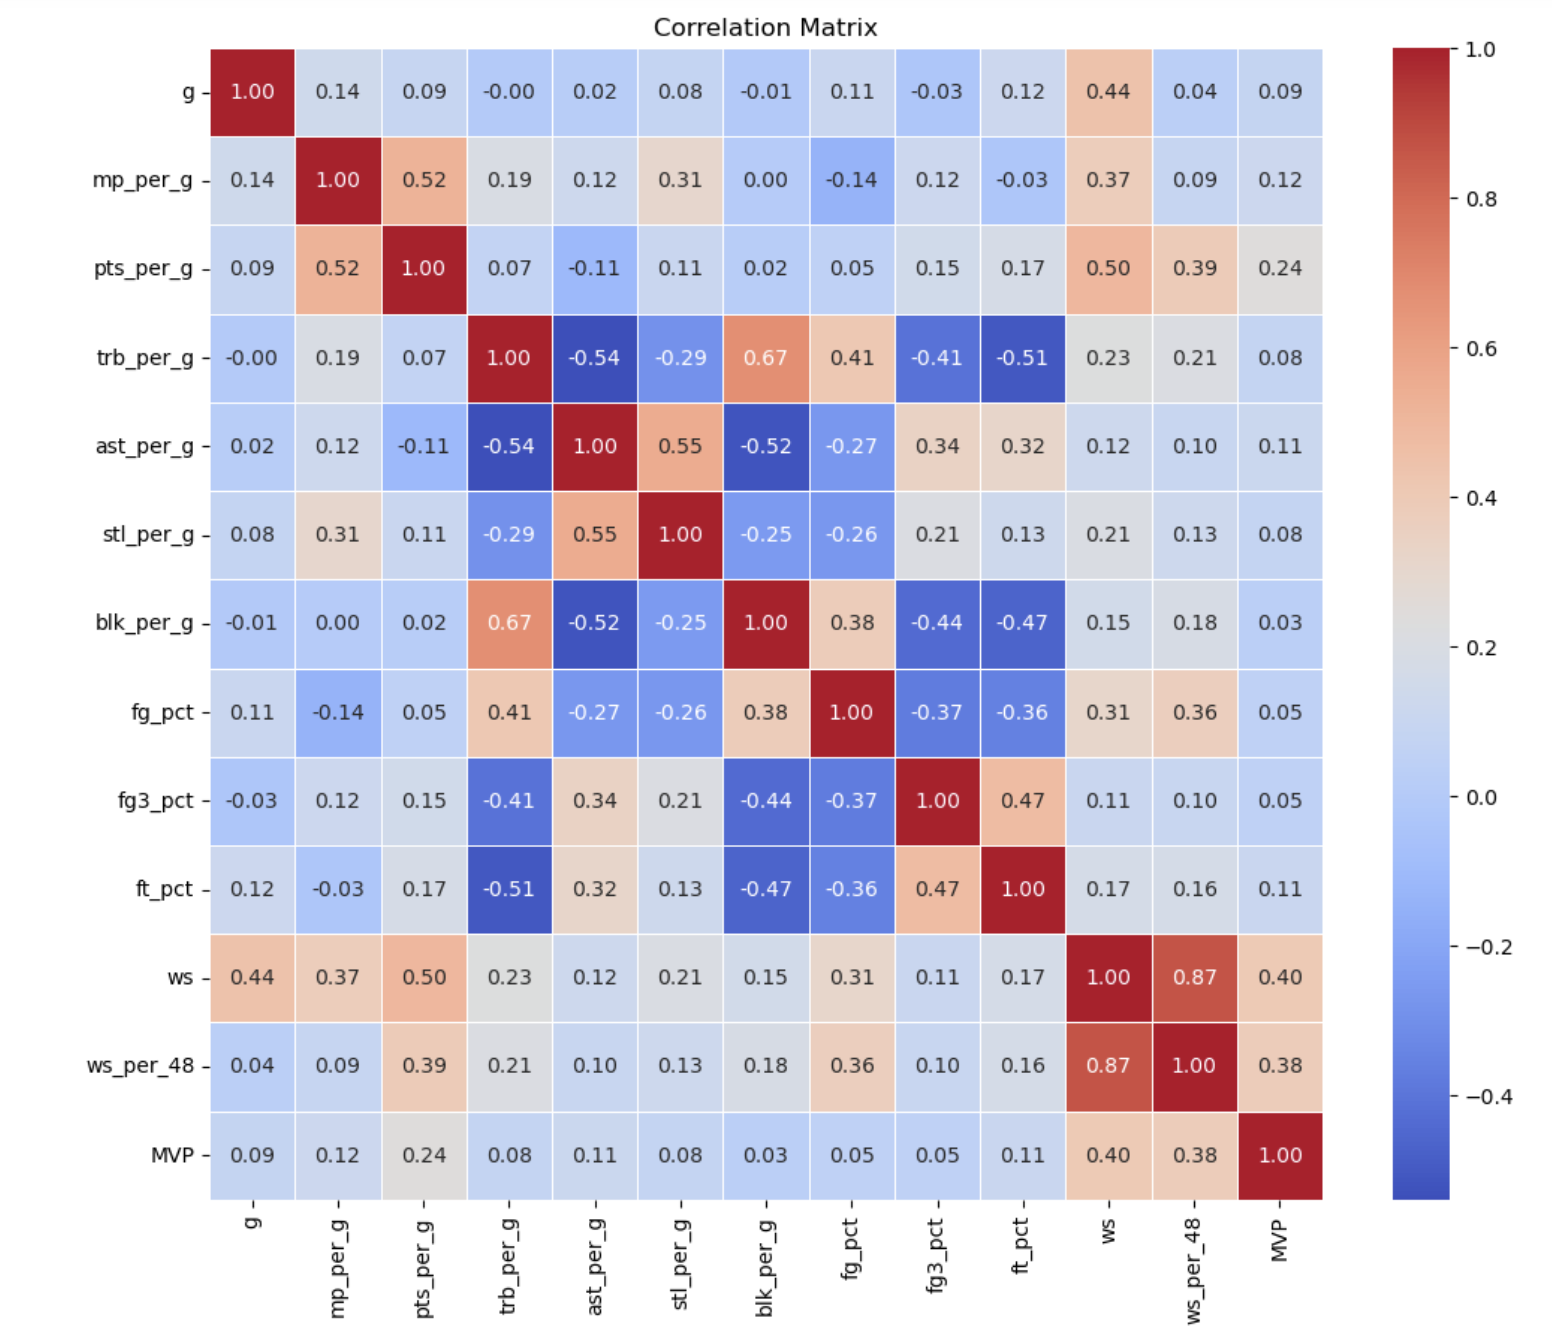 Correlation Matrix
g 1.00 0.14 0.09 -0.00 0.02 0.08 -0.01 0.11 -0.03 0.12 0.44 0.04 0.09
mp_per_g 0.14 1.00 0.52 0.19 0.12 0.31 0.00 -0.14 0.12 -0.03 0.37 0.09 0.12
pts_per_g 0.09 0.52 1.00 0.07 -0.11 0.11 0.02 0.05 0.15 0.17 0.50 0.39 0.24
trb_per_g -0.00 0.19 0.07 1.00 -0.54 -0.29 0.67 0.41 -0.41 -0.51 0.23 0.21 0.08
ast_per_g 0.02 0.12 -0.11 -0.54 1.00 0.55 -0.52 -0.27 0.34 0.32 0.12 0.10 0.11
stl_per_g 0.08 0.31 0.11 -0.29 0.55 1.00 -0.25 -0.26 0.21 0.13 0.21 0.13 0.08
blk_per_g -0.01 0.00 0.02 0.67 -0.52 -0.25 1.00 0.38 -0.44 -0.47 0.15 0.18 0.03
fg_pct 0.11 -0.14 0.05 0.41 -0.27 -0.26 0.38 1.00 -0.37 -0.36 0.31 0.36 0.05
fg3_pct -0.03 0.12 0.15 -0.41 0.34 0.21 -0.44 -0.37 1.00 0.47 0.11 0.10 0.05
ft_pct 0.12 -0.03 0.17 -0.51 0.32 0.13 -0.47 -0.36 0.47 1.00 0.17 0.16 0.11
ws 0.44 0.37 0.50 0.23 0.12 0.21 0.15 0.31 0.11 0.17 1.00 0.87 0.40
ws_per_48 0.04 0.09 0.39 0.21 0.10 0.13 0.18 0.36 0.10 0.16 0.87 1.00 0.38
MVP 0.09 0.12 0.24 0.08 0.11 0.08 0.03 0.05 0.05 0.11 0.40 0.38 1.00
g mp_per_g pts_per_g trb_per_g ast_per_g stl_per_g blk_per_g fg_pct fg3_pct ft_pct ws ws_per_48 MVP
1.0
0.8
0.6
0.4
0.2
0.0
−0.2
−0.4